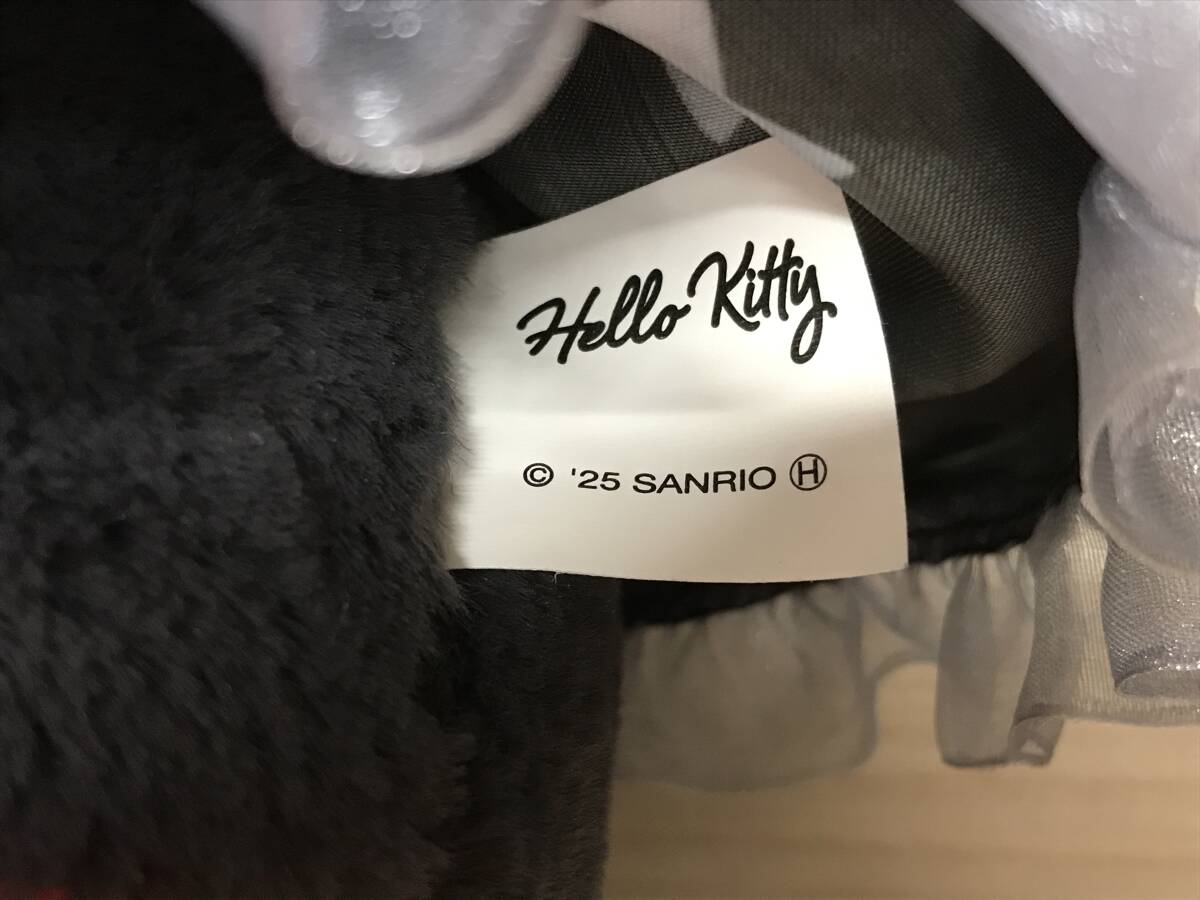 Hello Kitty
© '25 SANRIO Ⓗ